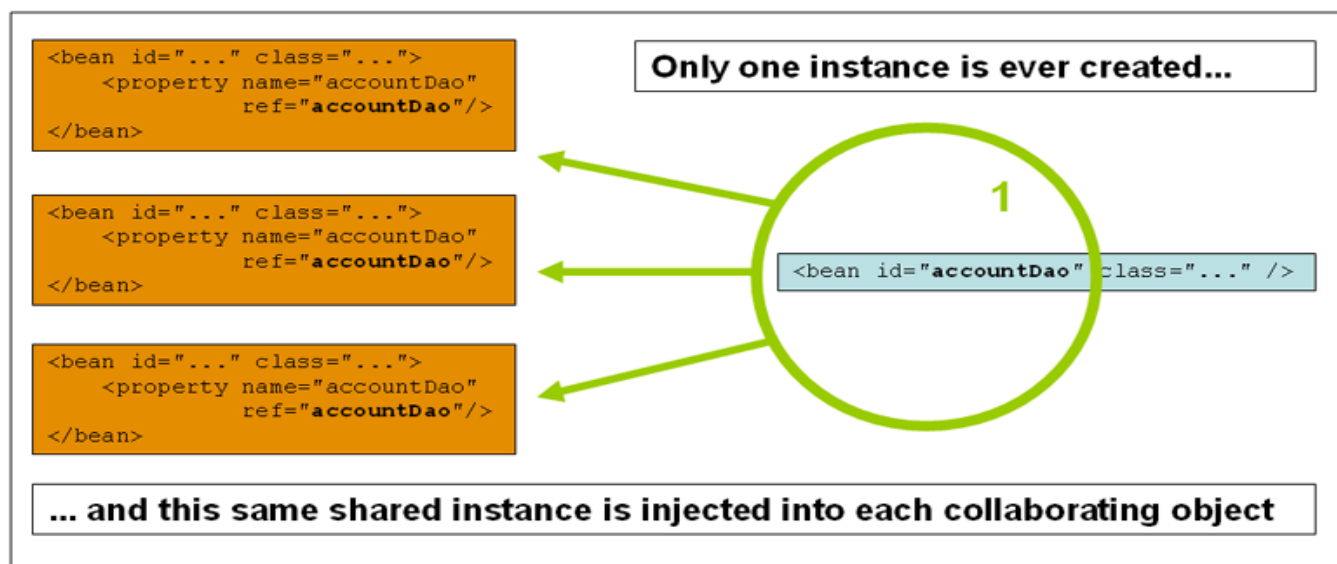 <bean id="..." class="...">
    <property name="accountDao"
              ref="accountDao"/>
</bean>
Only one instance is ever created...
1
<bean id="..." class="...">
    <property name="accountDao"
              ref="accountDao"/>
</bean>
<bean id="accountDao" class="..." />
<bean id="..." class="...">
    <property name="accountDao"
              ref="accountDao"/>
</bean>
... and this same shared instance is injected into each collaborating object